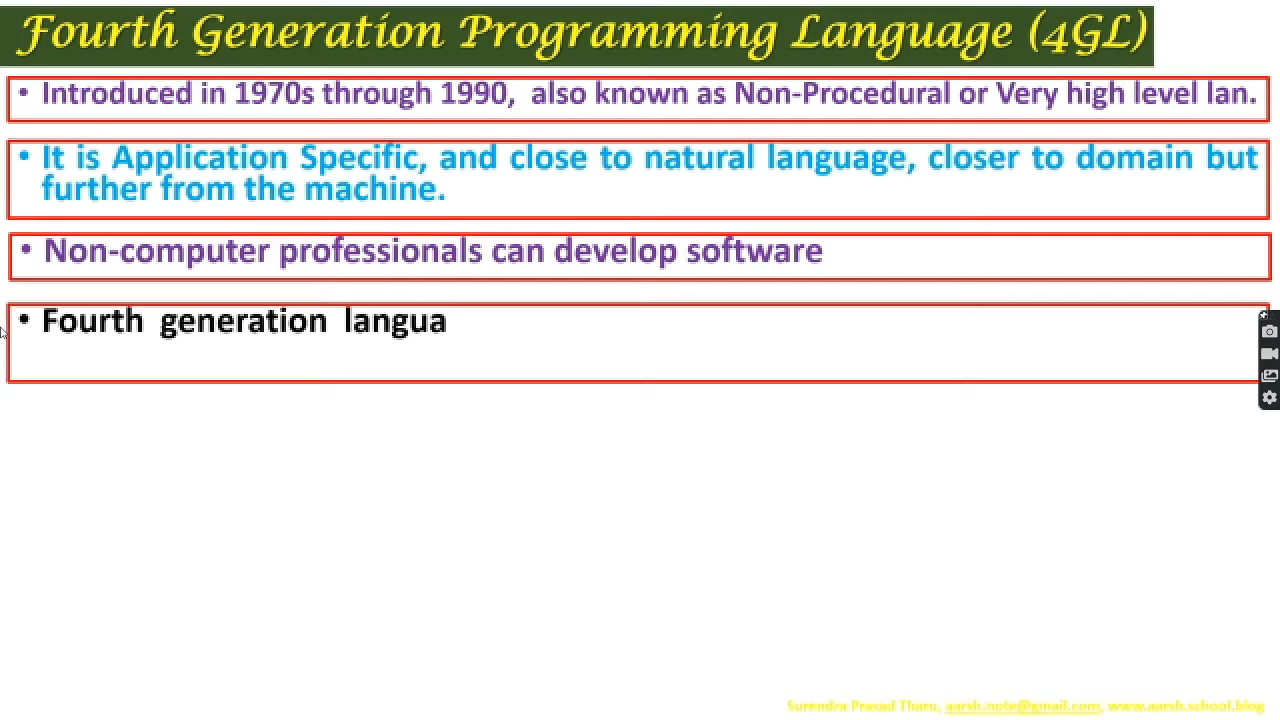 Fourth Generation Programming Language (4GL)
• Introduced in 1970s through 1990, also known as Non-Procedural or Very high level lan.
• It is Application Specific, and close to natural language, closer to domain but
further from the machine.
• Non-computer professionals can develop software
• Fourth generation langua
Surendra Prasad Tharu, aarsh.note@gmail.com, www.aarsh.school.blog